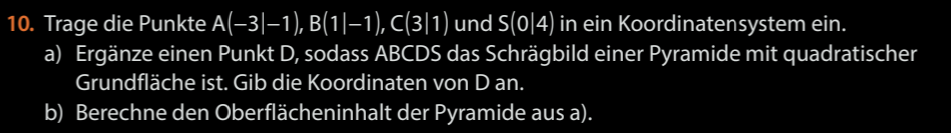 10. Trage die Punkte A(−3|−1), B(1|−1), C(3|1) und S(0|4) in ein Koordinatensystem ein.
a) Ergänze einen Punkt D, sodass ABCDS das Schrägbild einer Pyramide mit quadratischer
Grundfläche ist. Gib die Koordinaten von D an.
b) Berechne den Oberflächeninhalt der Pyramide aus a).